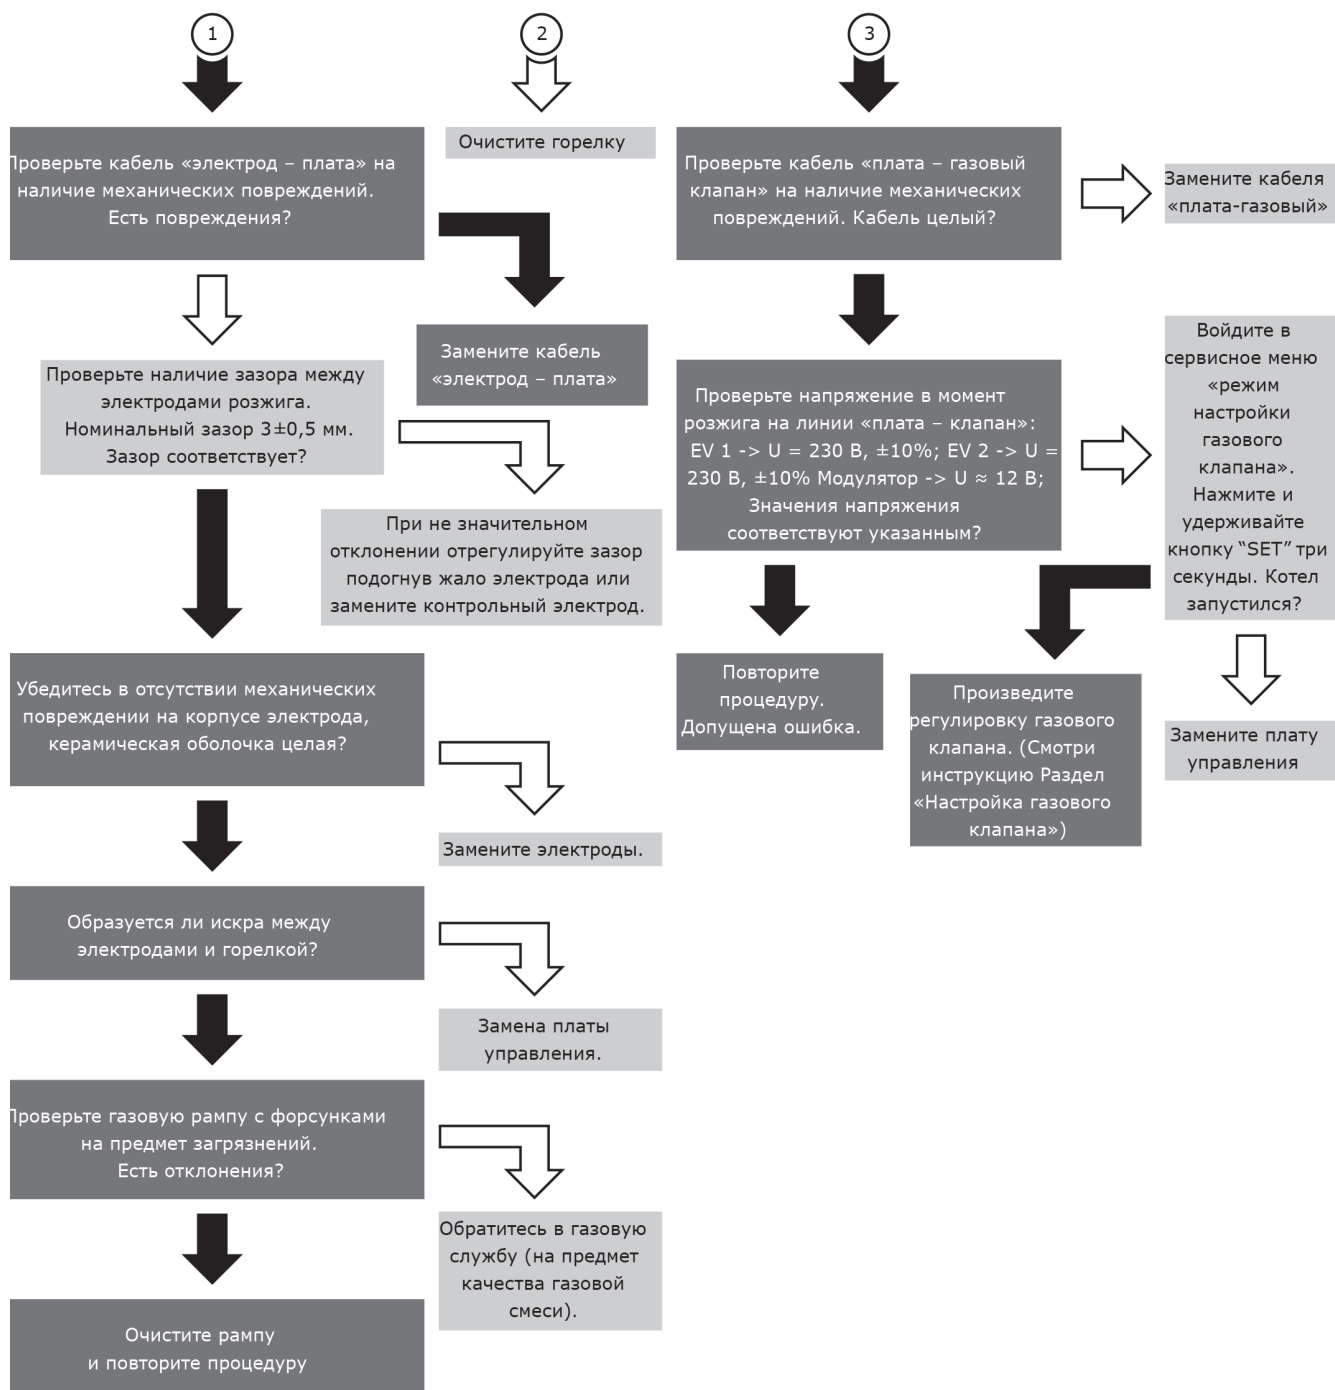 1
Проверьте кабель «электрод – плата» на
наличие механических повреждений.
Есть повреждения?
Замените кабель
«электрод – плата»
Проверьте наличие зазора между
электродами розжига.
Номинальный зазор 3±0,5 мм.
Зазор соответствует?
При не значительном
отклонении отрегулируйте зазор
подогнув жало электрода или
замените контрольный электрод.
Убедитесь в отсутствии механических
повреждении на корпусе электрода,
керамическая оболочка целая?
Замените электроды.
Образуется ли искра между
электродами и горелкой?
Замена платы
управления.
Проверьте газовую рампу с форсунками
на предмет загрязнений.
Есть отклонения?
Обратитесь в газовую
службу (на предмет
качества газовой
смеси).
Очистите рампу
и повторите процедуру
2
Очистите горелку
3
Проверьте кабель «плата – газовый
клапан» на наличие механических
повреждений. Кабель целый?
Замените кабеля
«плата-газовый»
Проверьте напряжение в момент
розжига на линии «плата – клапан»:
EV 1 -> U = 230 В, ±10%; EV 2 -> U =
230 В, ±10% Модулятор -> U ≈ 12 В;
Значения напряжения
соответствуют указанным?
Войдите в
сервисное меню
«режим
настройки
газового
клапана».
Нажмите и
удерживайте
кнопку “SET” три
секунды. Котел
запустился?
Повторите
процедуру.
Допущена ошибка.
Произведите
регулировку газового
клапана. (Смотри
инструкцию Раздел
«Настройка газового
клапана»)
Замените плату
управления